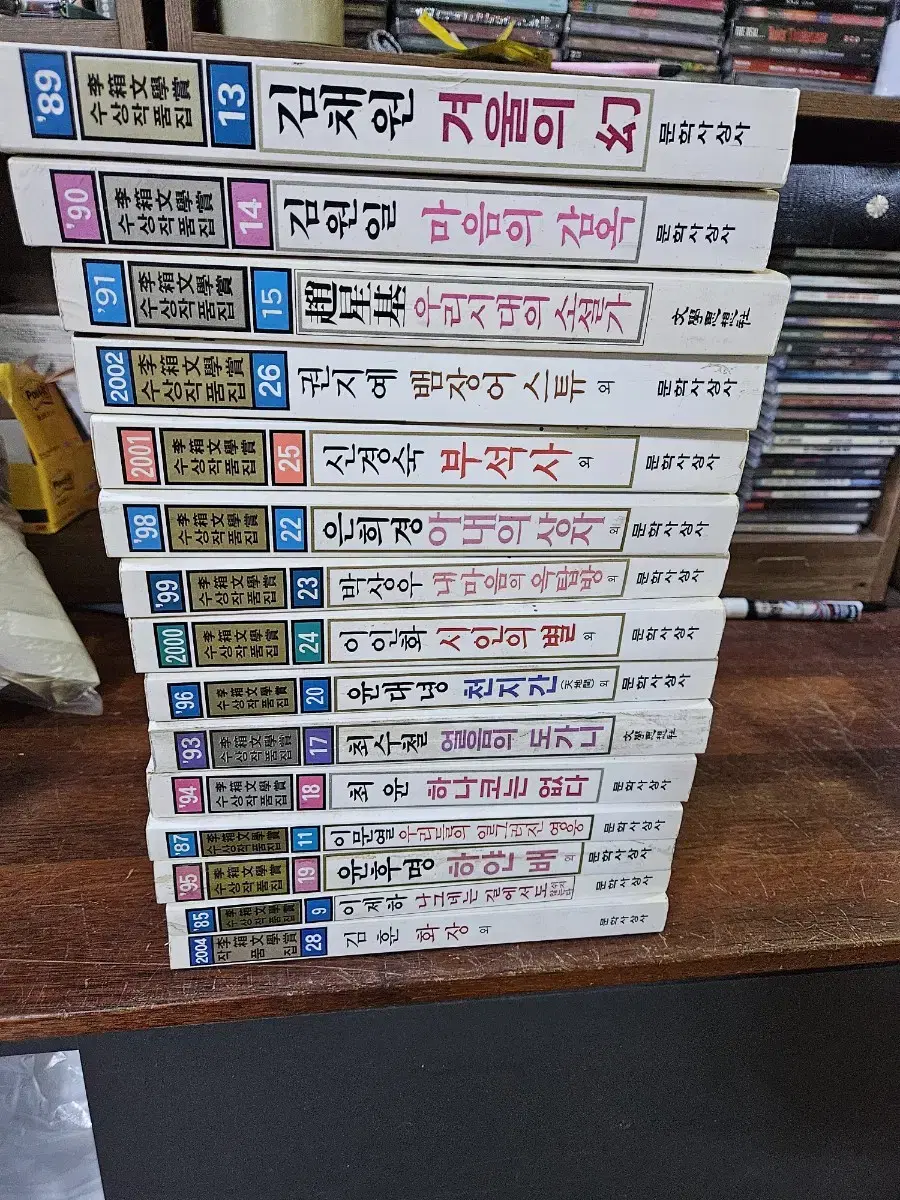 '89 李箱文學賞 수상작품집 13 김채원 겨울의 幻 문학사상사
'90 李箱文學賞 수상작품집 14 김원일 마음의 감옥 문학사상사
'91 李箱文學賞 수상작품집 15 趙星基 우리시대의 소설가 文學思想社
2002 李箱文學賞 수상작품집 26 권지예 뱀장어 스튜 외 문학사상사
2001 李箱文學賞 수상작품집 25 신경숙 부석사 외 문학사상사
'98 李箱文學賞 수상작품집 22 은희경 아내의 상자 외 문학사상사
'99 李箱文學賞 수상작품집 23 박상우 내 마음의 옥탑방 외 문학사상사
2000 李箱文學賞 수상작품집 24 이인화 시인의 별 외 문학사상사
'96 李箱文學賞 수상작품집 20 윤대녕 천지간 (天地間) 외 문학사상사
'93 李箱文學賞 수상작품집 17 최수철 얼음의 도가니 文學思想社
'94 李箱文學賞 수상작품집 18 최윤 하나코는 없다 문학사상사
'87 李箱文學賞 수상작품집 11 이문열 우리들의 일그러진 영웅 문학사상사
'95 李箱文學賞 수상작품집 19 윤후명 하얀 배 외 문학사상사
'85 李箱文學賞 수상작품집 9 이제하 나그네는 길에서도 문학사상사
2004 李箱文學賞 작품집 28 김훈 화장 외 문학사상사